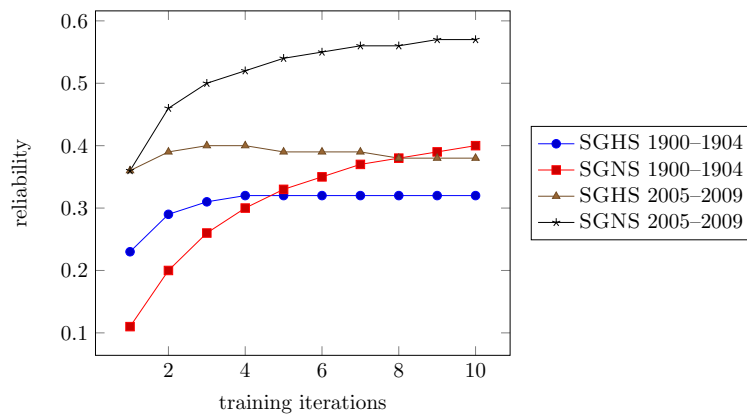 0.6
0.5
0.4
0.3
0.2
0.1
reliability
2 4 6 8 10
training iterations
SGHS 1900–1904
SGNS 1900–1904
SGHS 2005–2009
SGNS 2005–2009